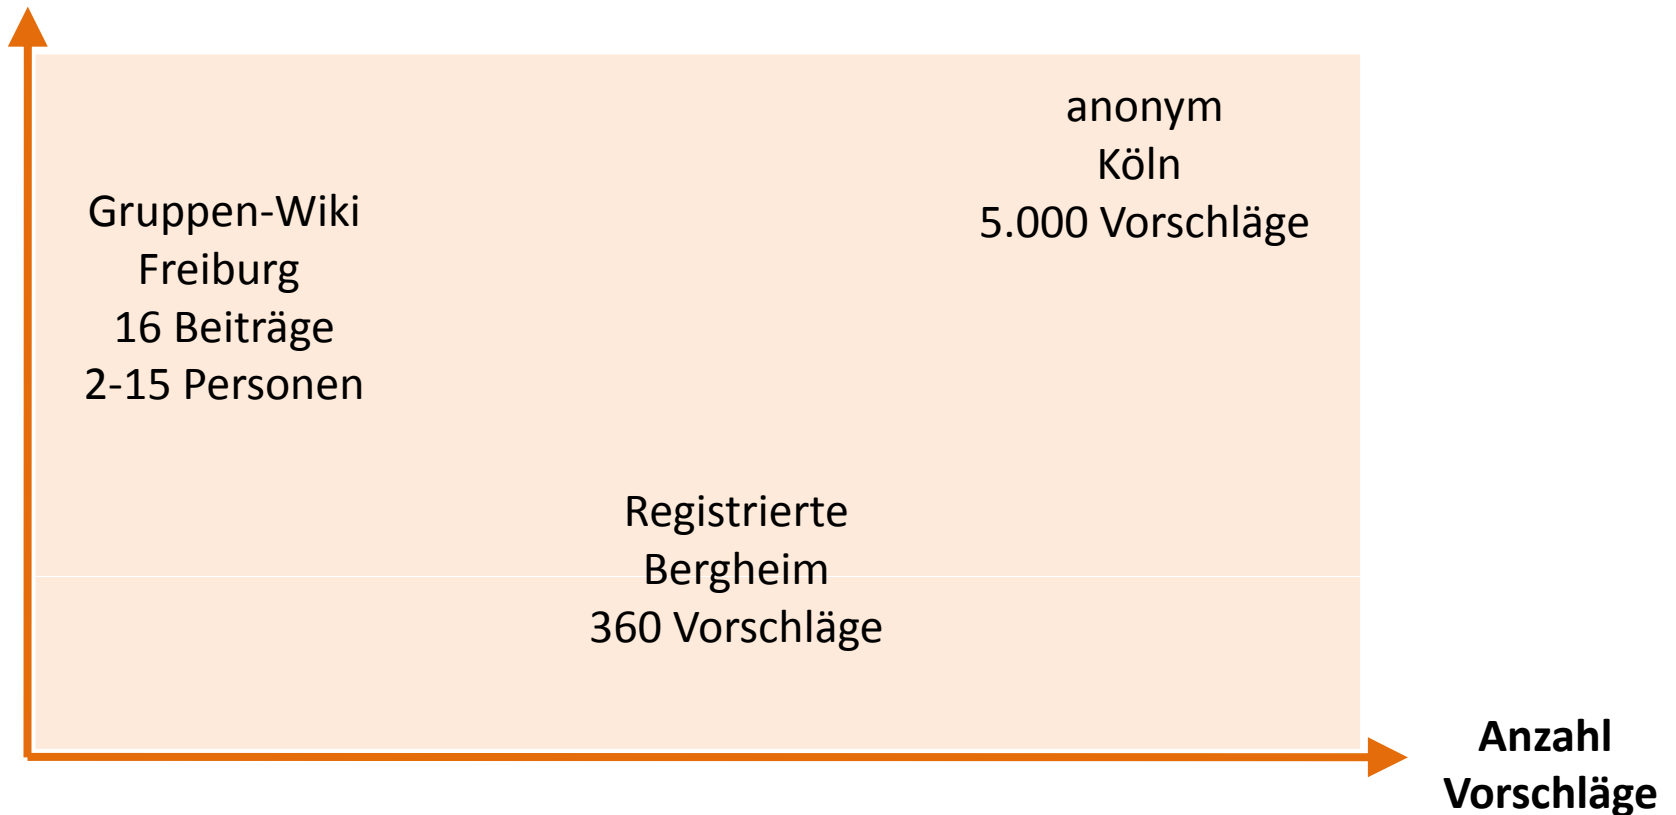 anonym
Köln
5.000 Vorschläge
Gruppen-Wiki
Freiburg
16 Beiträge
2-15 Personen
Registrierte
Bergheim
360 Vorschläge
Anzahl
Vorschläge